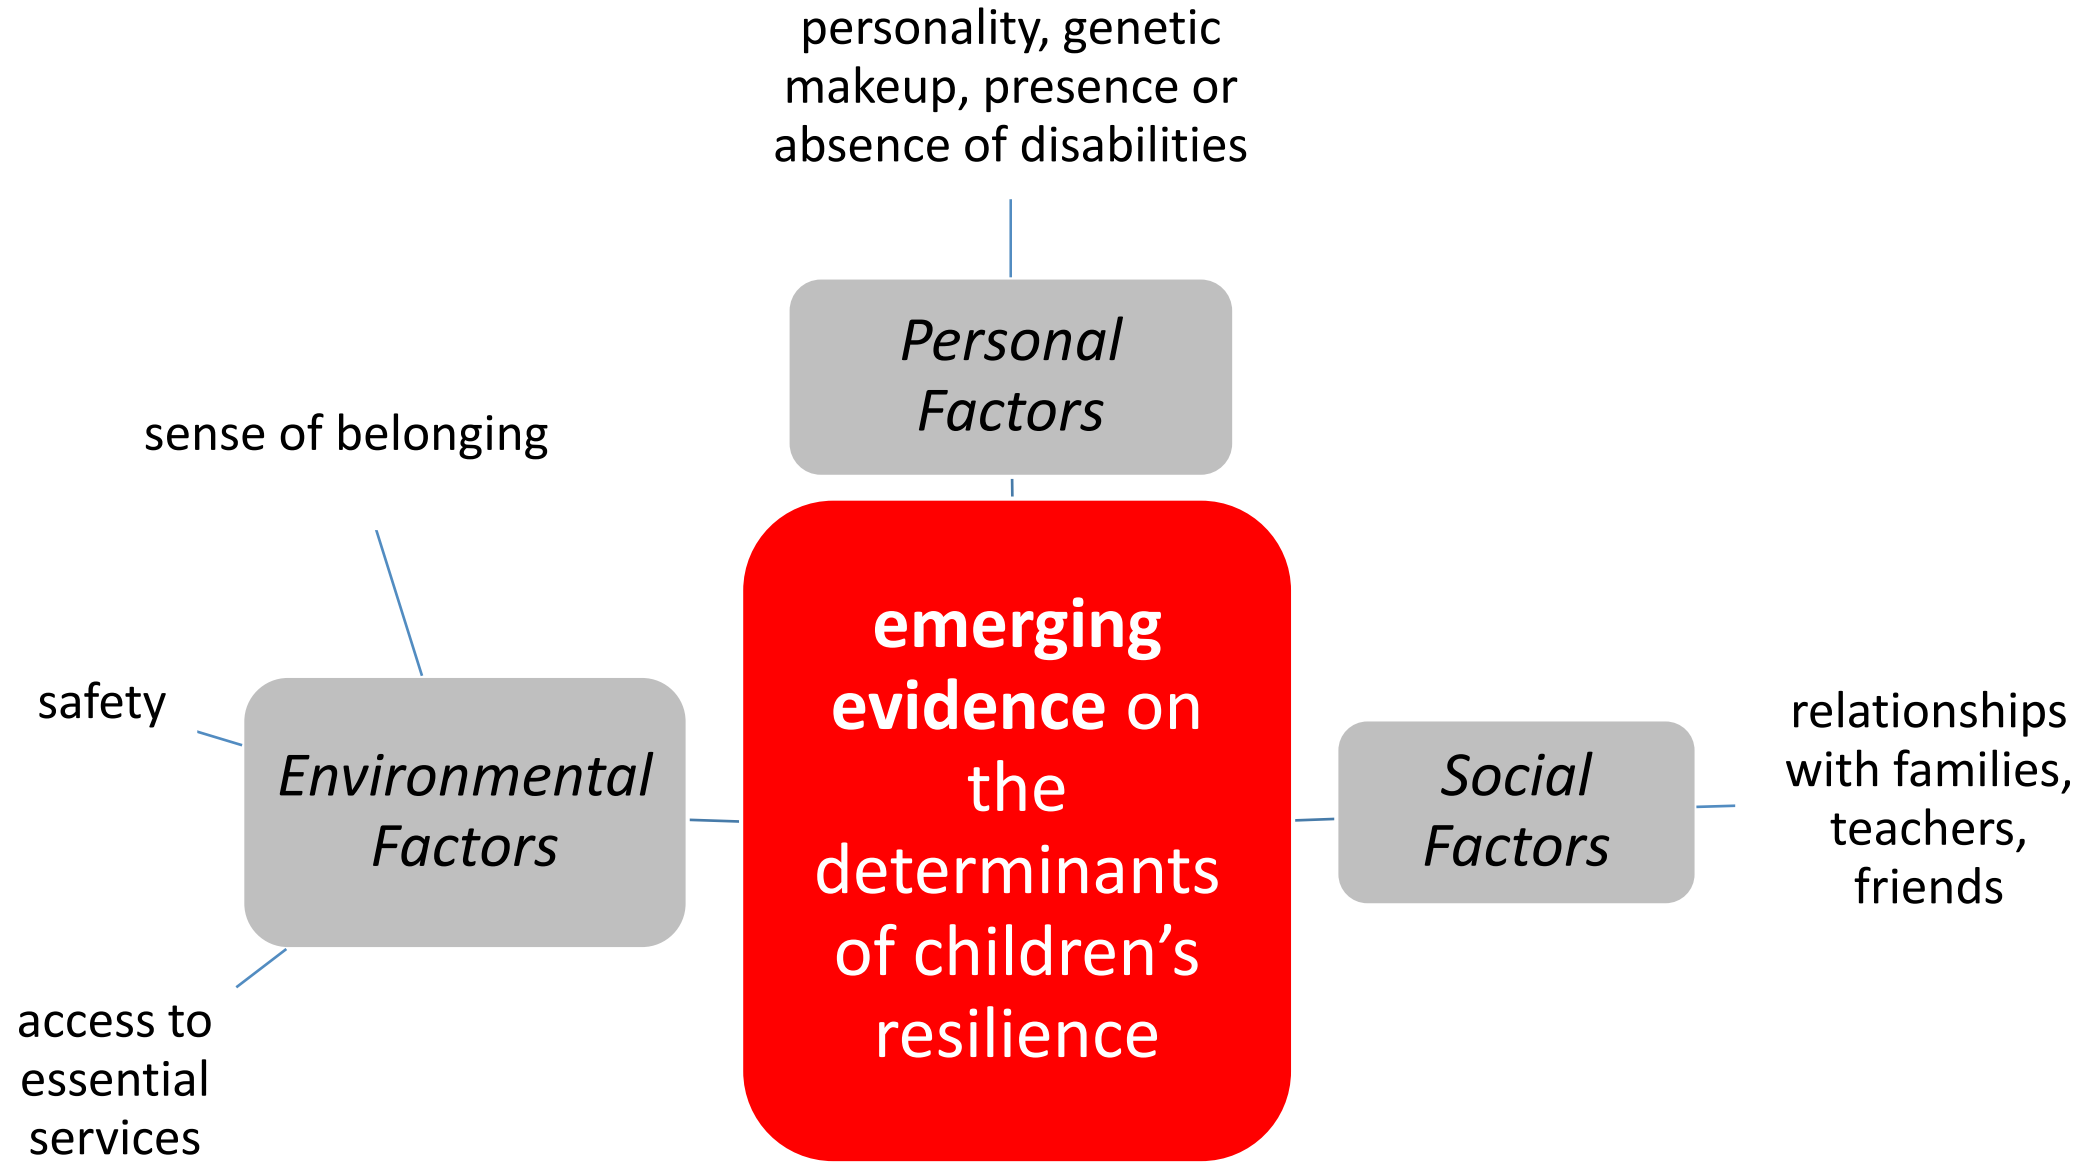 personality, genetic
makeup, presence or
absence of disabilities
Personal
Factors
sense of belonging
safety
Environmental
Factors
access to
essential
services
emerging
evidence on
the
determinants
of children’s
resilience
Social
Factors
relationships
with families,
teachers,
friends